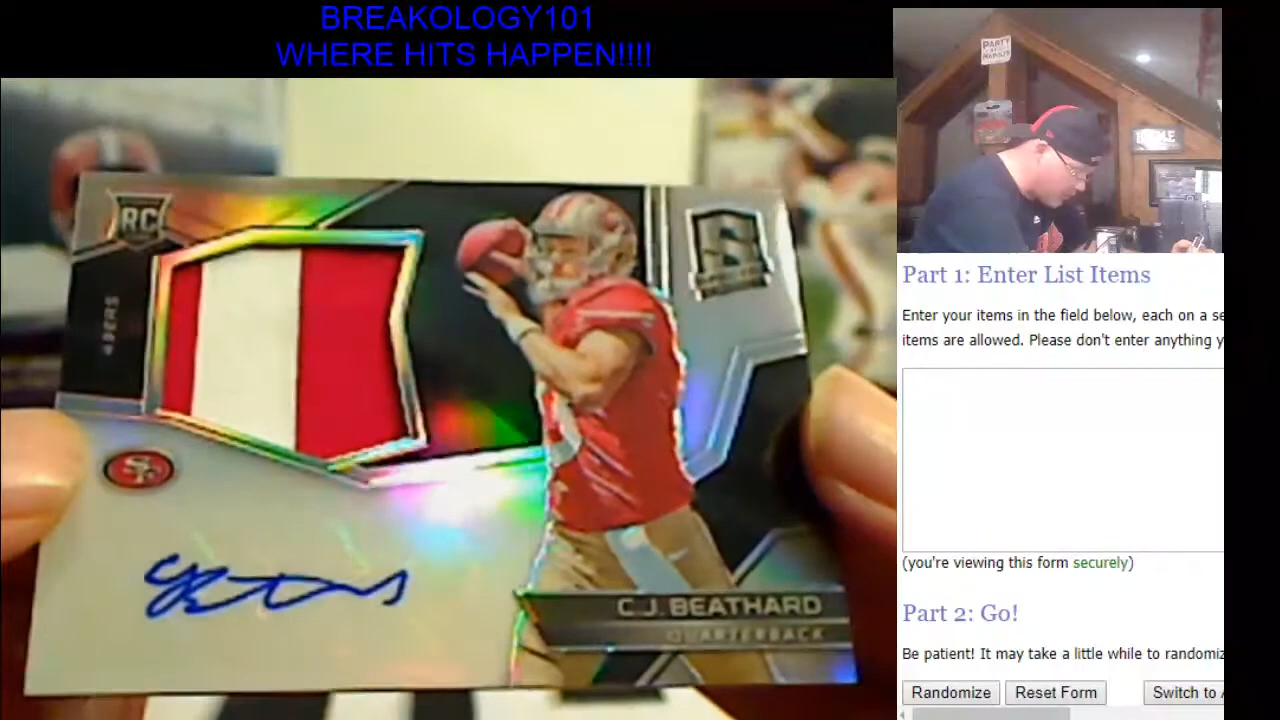 BREAKOLOGY101
WHERE HITS HAPPEN!!!!
RC
49ERS
SF
C.J. BEATHARD
QUARTERBACK
PARTY
Part 1: Enter List Items
Enter your items in the field below, each on a se
items are allowed. Please don't enter anything y
(you're viewing this form securely)
Part 2: Go!
Be patient! It may take a little while to randomiz
Randomize
Reset Form
Switch to A